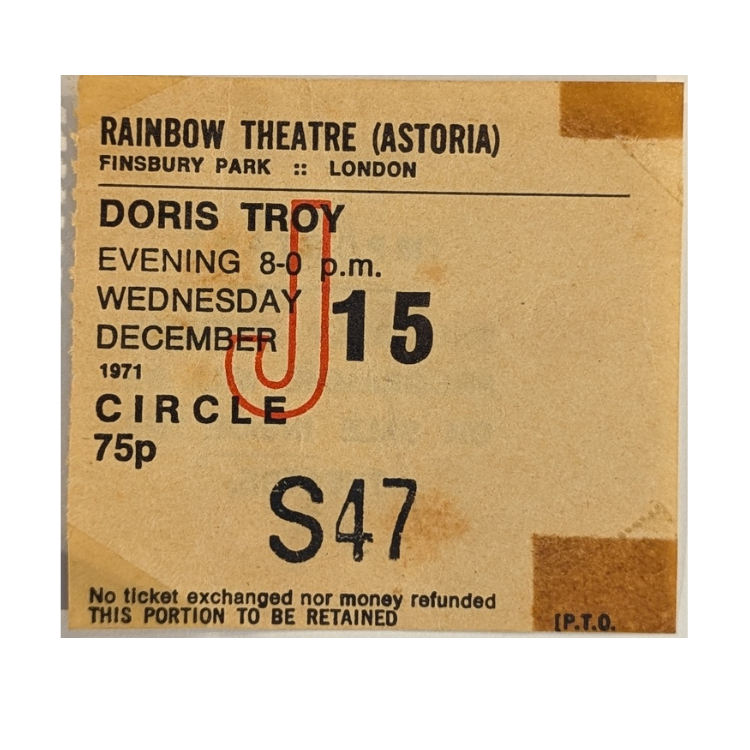 RAINBOW THEATRE (ASTORIA)
FINSBURY PARK :: LONDON
DORIS TROY
EVENING 8-0 p.m.
WEDNESDAY
DECEMBER 15
1971
J
CIRCLE
75p
S47
No ticket exchanged nor money refunded
THIS PORTION TO BE RETAINED
[P.T.O.